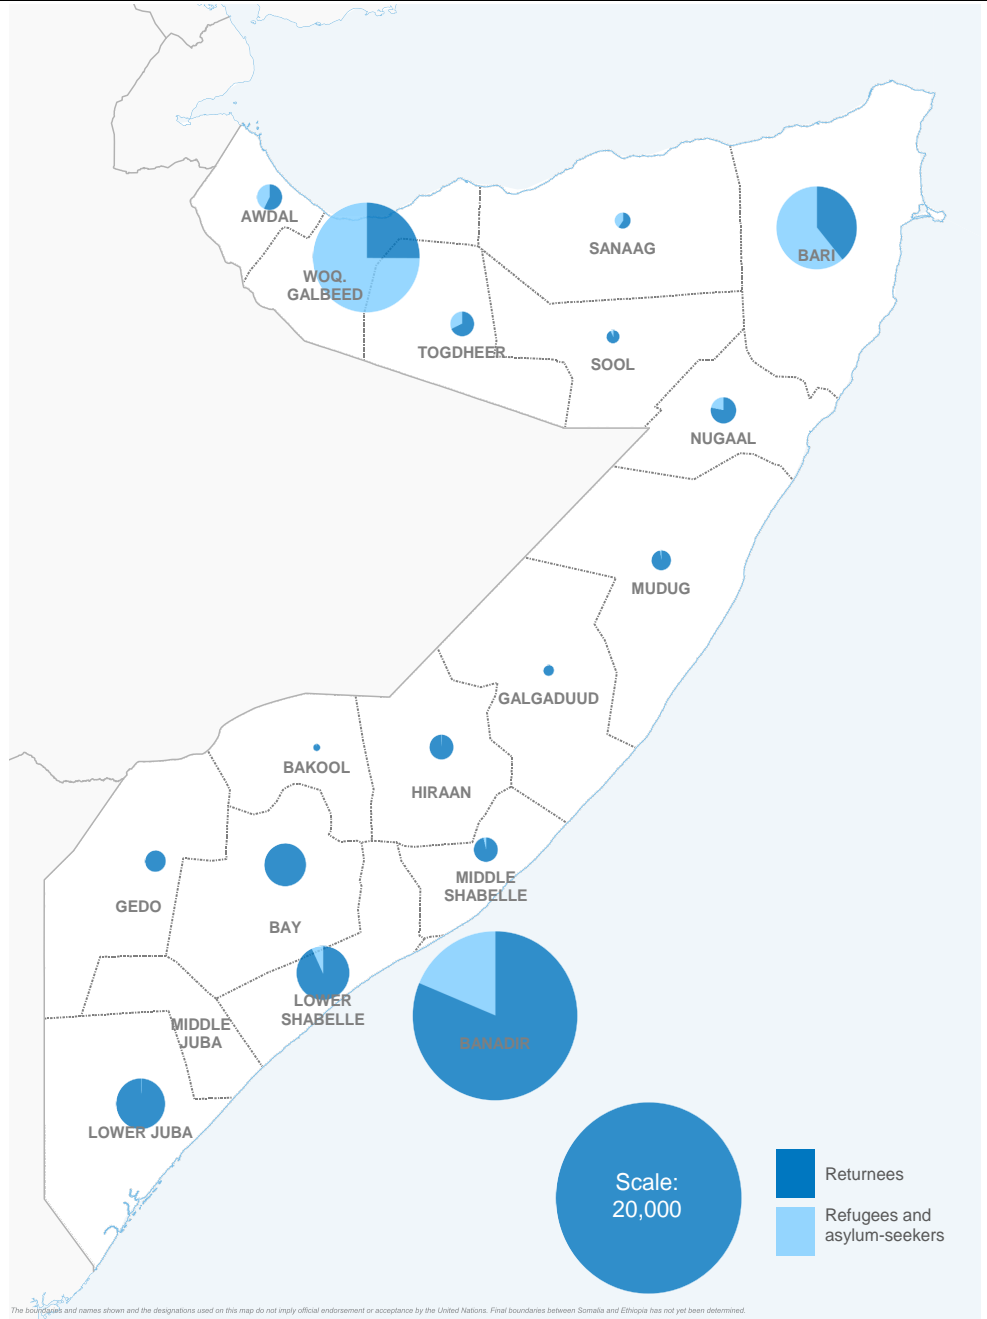 AWDAL
WOQ.
GALBEED
SANAAG
BARI
TOGDHEER
SOOL
NUGAAL
MUDUG
GALGADUUD
BAKOOL
HIRAAN
MIDDLE
SHABELLE
GEDO
BAY
LOWER
SHABELLE
MIDDLE
JUBA
BANADIR
LOWER JUBA
Scale:
20,000
Returnees
Refugees and
asylum-seekers
The boundaries and names shown and the designations used on this map do not imply official endorsement or acceptance by the United Nations. Final boundaries between Somalia and Ethiopia has not yet been determined.